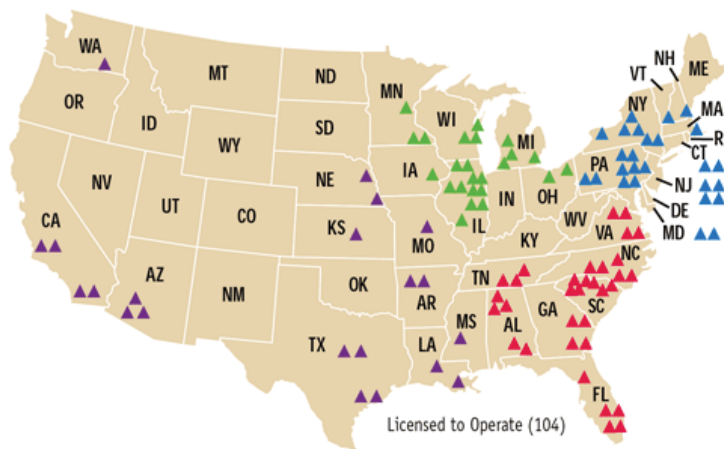 NH
VT
ME
WA
MT
ND
MN
NY
MA
OR
ID
SD
WI
MI
R
CT
WY
IA
PA
NE
NJ
NV
IL
IN
OH
DE
UT
CO
WV
VA
MD
CA
KS
MO
KY
NC
AZ
NM
OK
TN
AR
SC
MS
AL
GA
TX
LA
FL
Licensed to Operate (104)